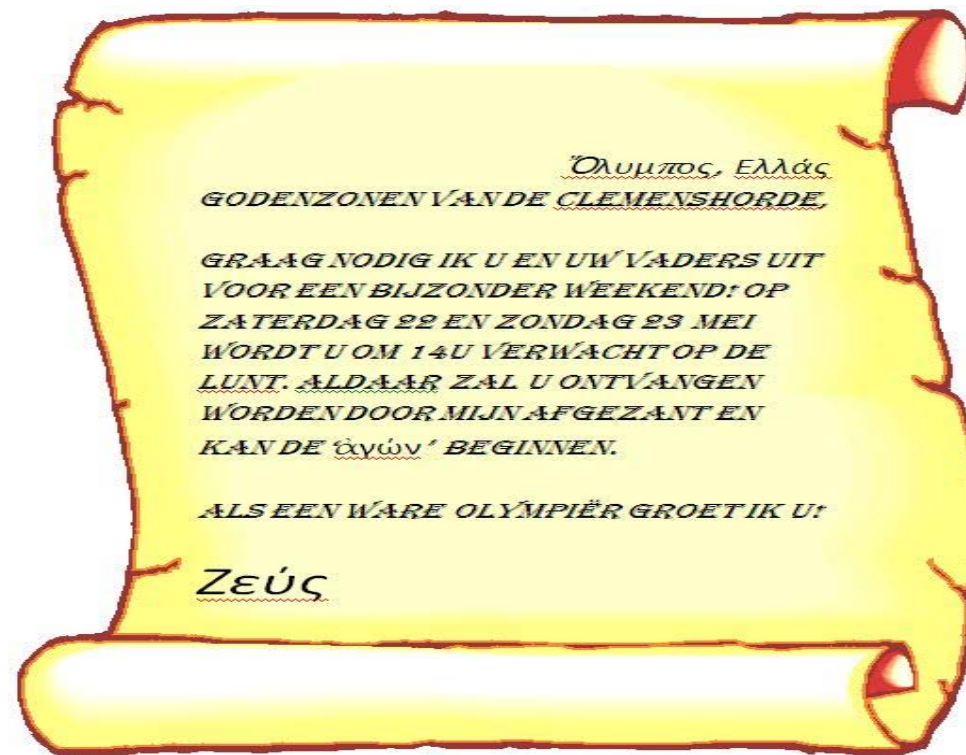 Ὄλυμπος, Ελλάς
GODENZONEN VAN DE CLEMENSHORDE,
GRAAG NODIG IK U EN UW VADERS UIT
VOOR EEN BIJZONDER WEEKEND! OP
ZATERDAG 22 EN ZONDAG 23 MEI
WORDT U OM 14U VERWACHT OP DE
LUNT. ALDAAR ZAL U ONTVANGEN
WORDEN DOOR MIJN AFGEZANT EN
KAN DE ‘ἀγών’ BEGINNEN.
ALS EEN WARE OLYMPIËR GROET IK U!
Ζεύς